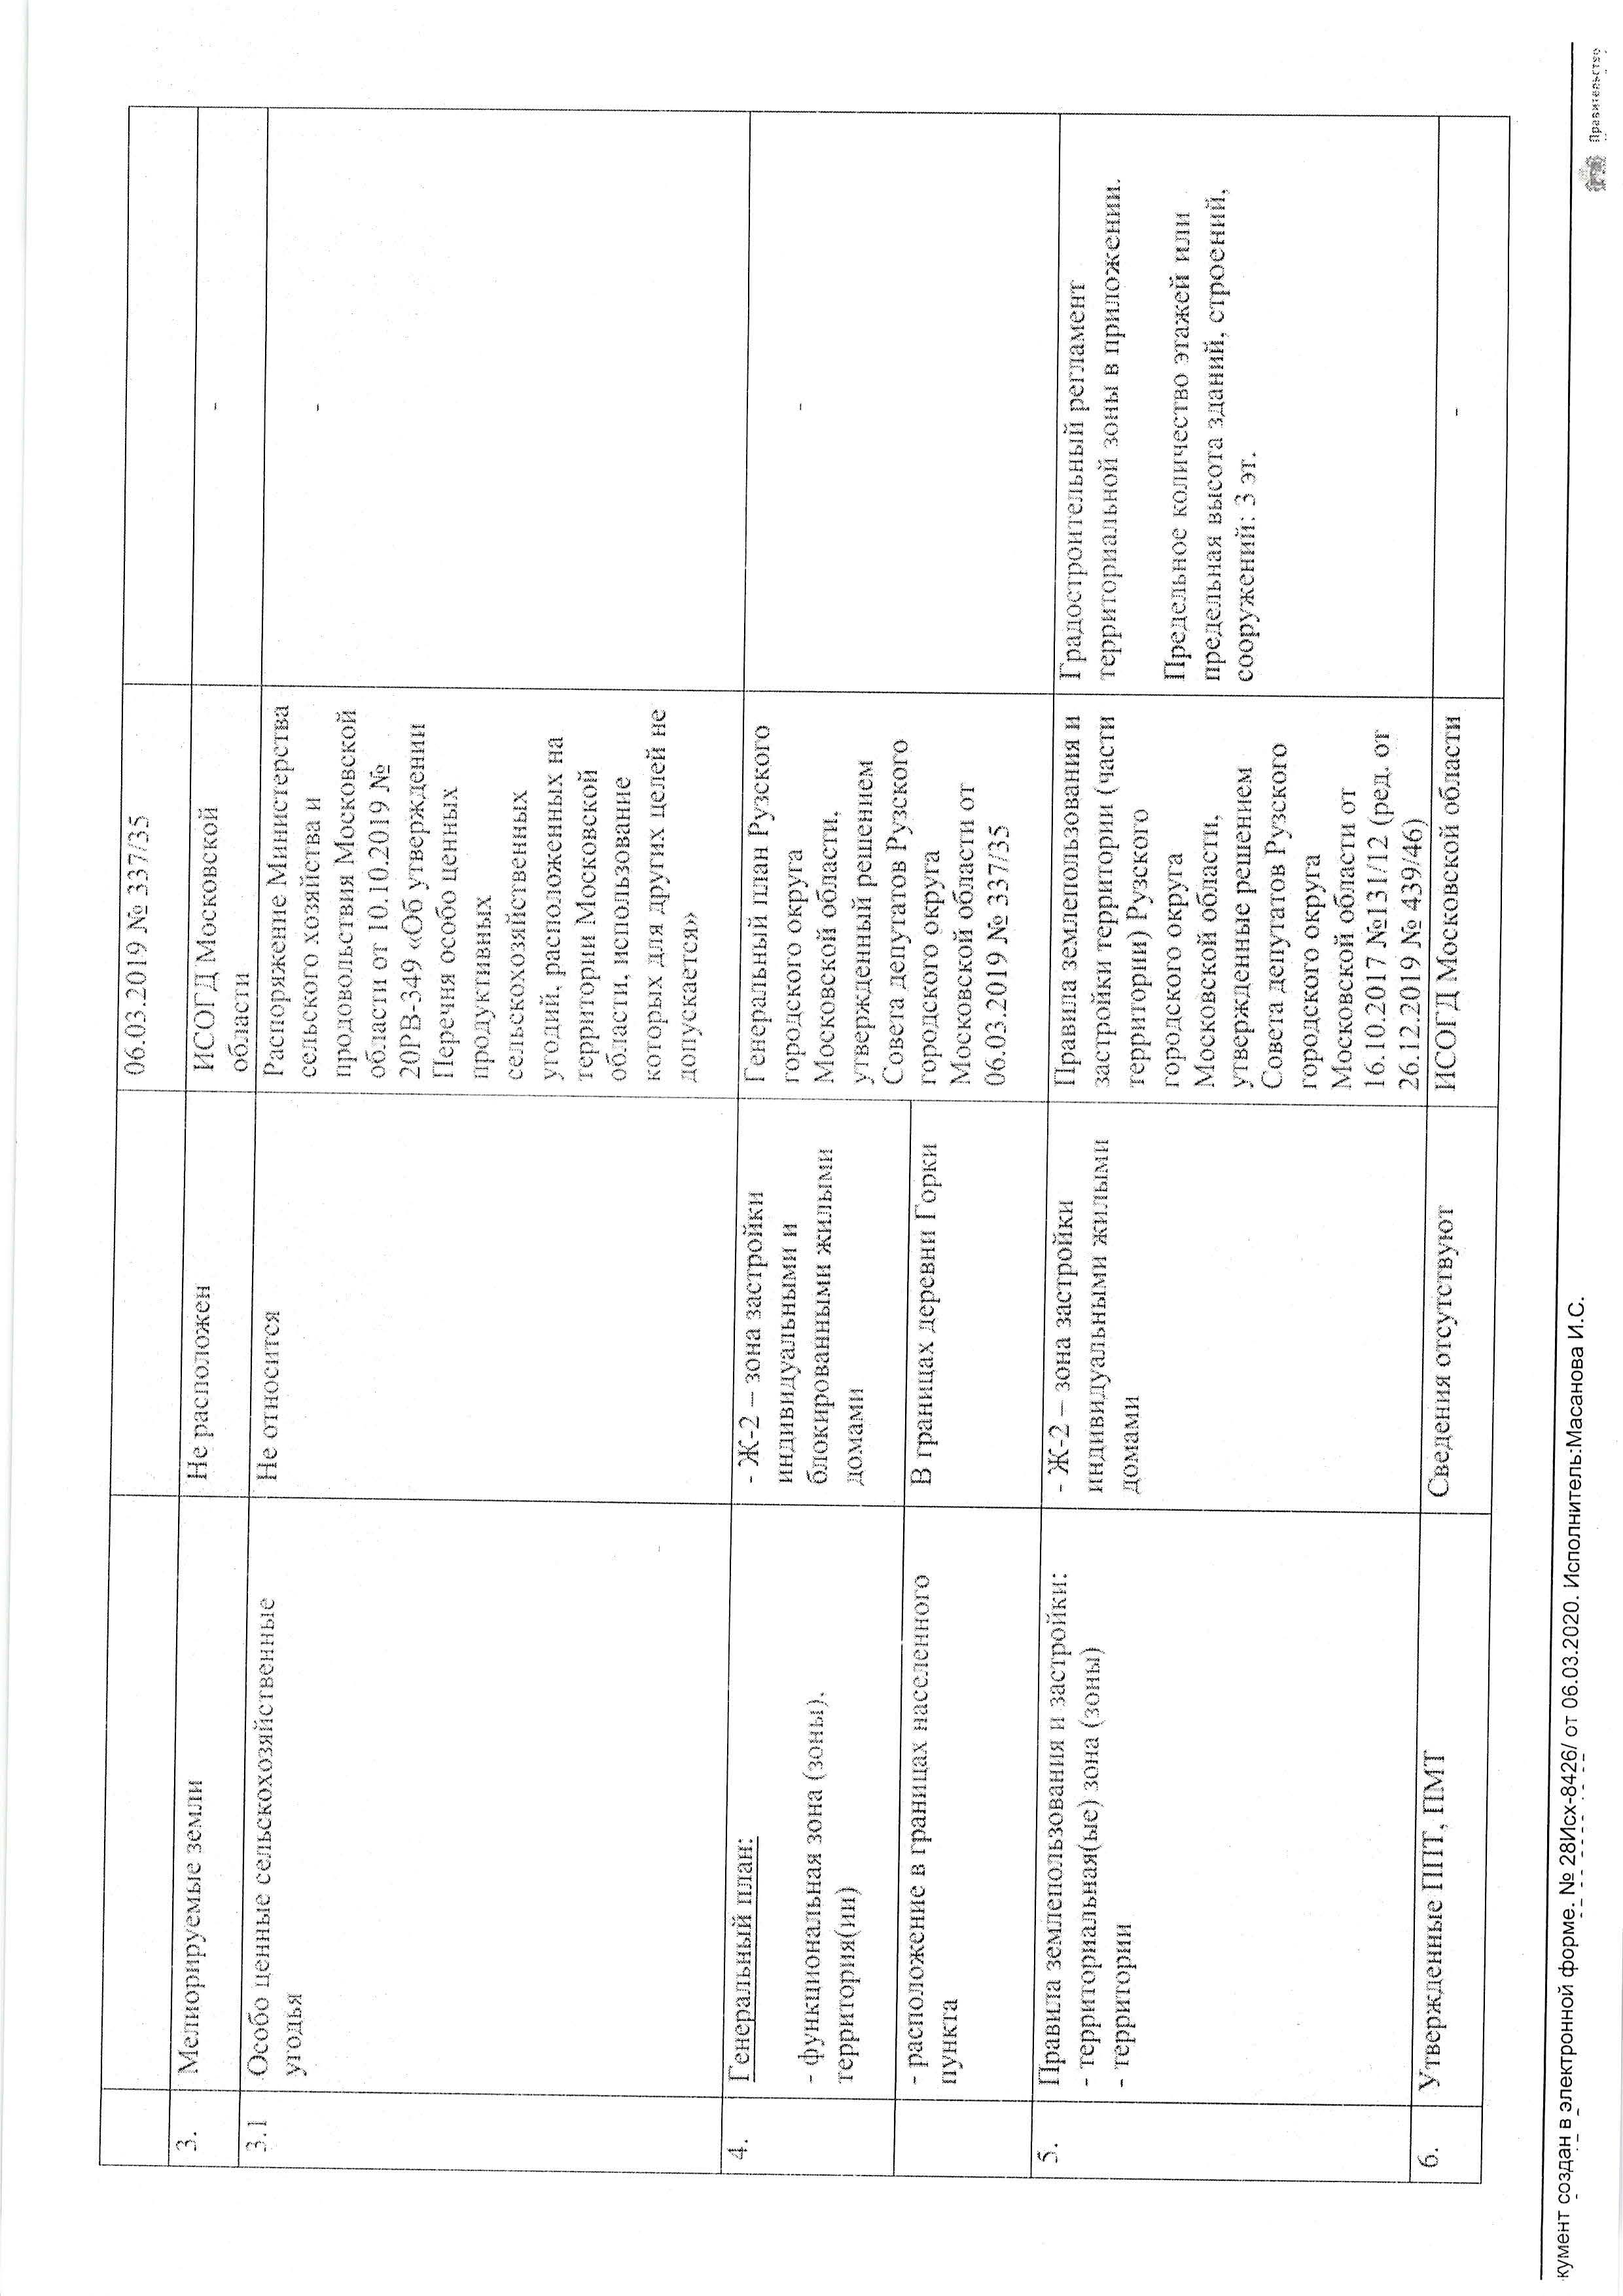 06.03.2019 № 337/35
3.
Мелиорируемые земли
Не расположен
ИСОГД Московской
области
-
3.1
Особо ценные сельскохозяйственные
угодья
Не относится
Распоряжение Министерства
сельского хозяйства и
продовольствия Московской
области от 10.10.2019 №
20РВ-349 «Об утверждении
Перечня особо ценных
продуктивных
сельскохозяйственных
угодий, расположенных на
территории Московской
области, использование
которых для других целей не
допускается»
-
4.
Генеральный план:
- функциональная зона (зоны),
территория(ии)
- Ж-2 – зона застройки
индивидуальными и
блокированными жилыми
домами
Генеральный план Рузского
городского округа
Московской области,
утвержденный решением
Совета депутатов Рузского
городского округа
Московской области от
06.03.2019 № 337/35
-
- расположение в границах населенного
пункта
В границах деревни Горки
5.
Правила землепользования и застройки:
- территориальная(ые) зона (зоны)
- территории
- Ж-2 – зона застройки
индивидуальными жилыми
домами
Правила землепользования и
застройки территории (части
территории) Рузского
городского округа
Московской области,
утвержденные решением
Совета депутатов Рузского
городского округа
Московской области от
16.10.2017 №131/12 (ред. от
26.12.2019 № 439/46)
Градостроительный регламент
территориальной зоны в приложении.
Предельное количество этажей или
предельная высота зданий, строений,
сооружений: 3 эт.
6.
Утвержденные ППТ, ПМТ
Сведения отсутствуют
ИСОГД Московской области
-
кумент создан в электронной форме. № 28Исх-8426/ от 06.03.2020. Исполнитель:Масанова И.С.
Правительство